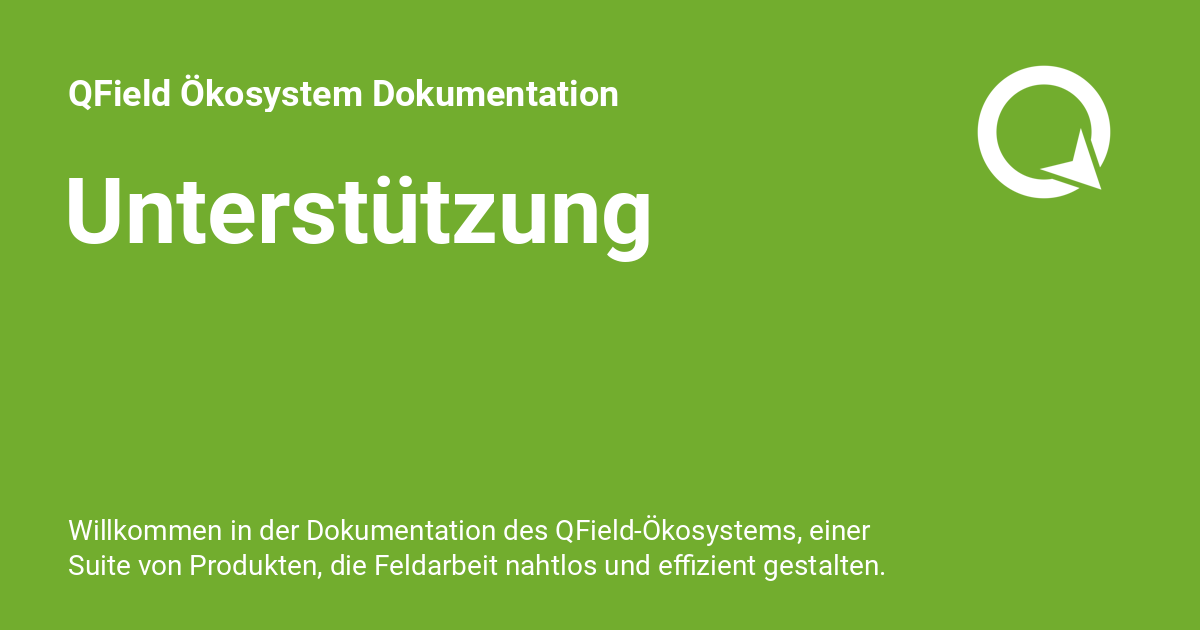 QField Ökosystem Dokumentation
Unterstützung
Willkommen in der Dokumentation des QField-Ökosystems, einer
Suite von Produkten, die Feldarbeit nahtlos und effizient gestalten.